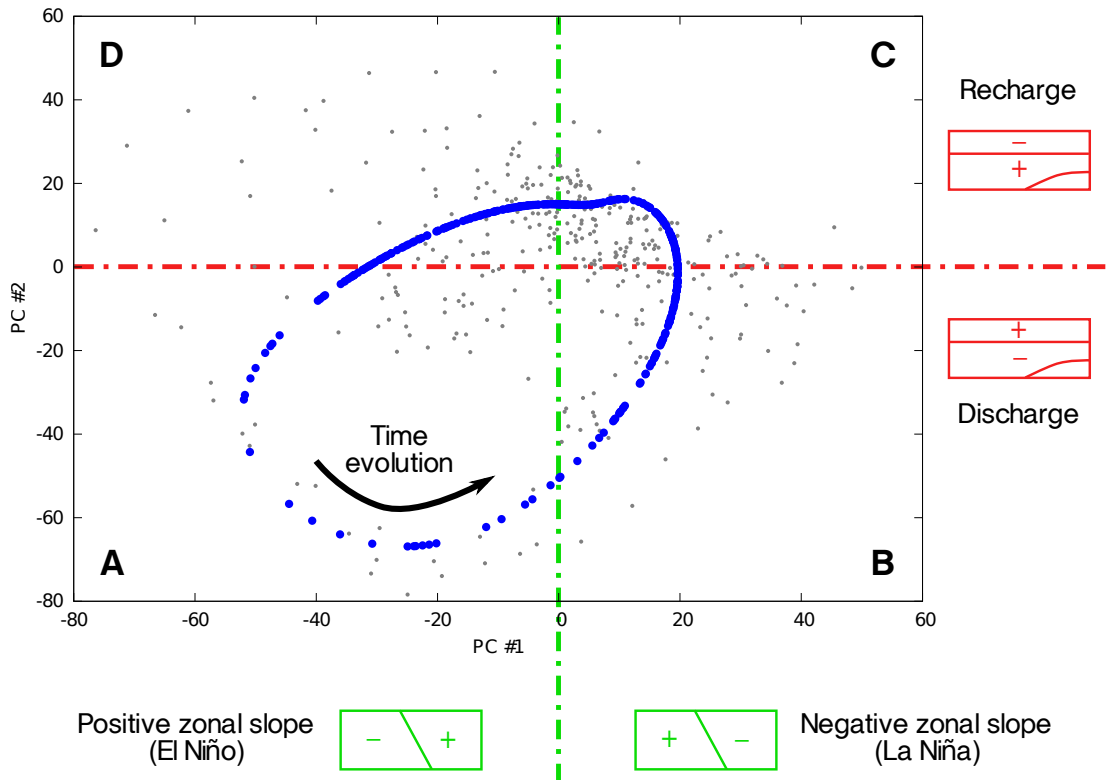 60
D
C
40
Recharge
−
+
20
0
PC #2
+
−
-20
Discharge
-40
Time
evolution
-60
A
B
-80
-80
-60
-40
-20
0
20
40
60
PC #1
Positive zonal slope
(El Niño)
− +
+ −
Negative zonal slope
(La Niña)